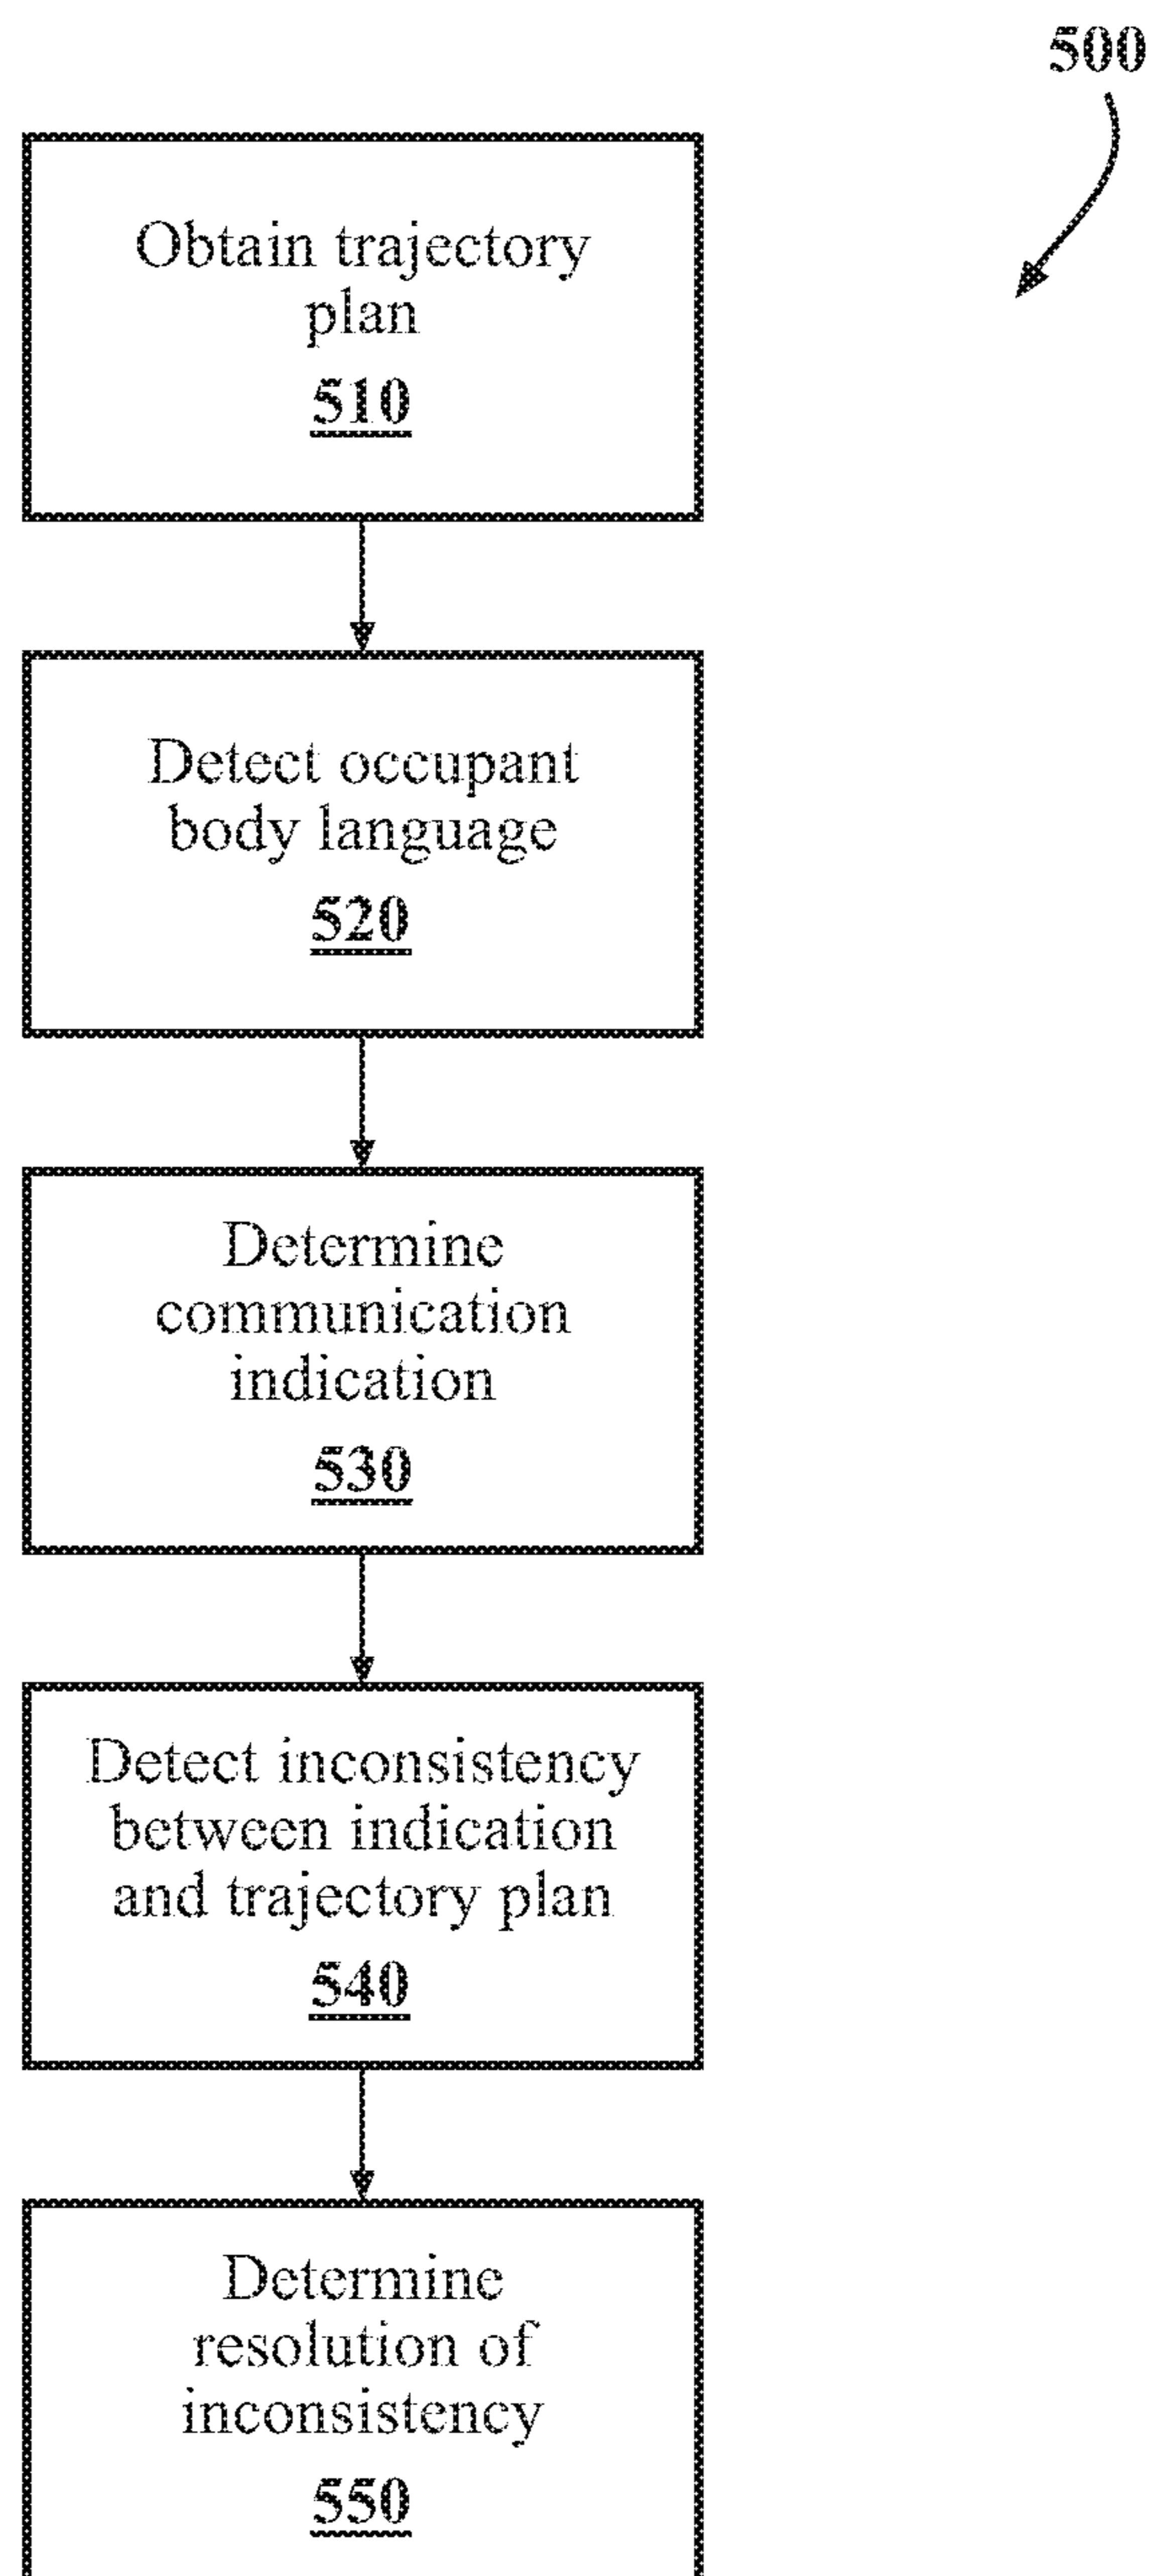 500
Obtain trajectory
plan
510
Detect occupant
body language
520
Determine
communication
indication
530
Detect inconsistency
between indication
and trajectory plan
540
Determine
resolution of
inconsistency
550